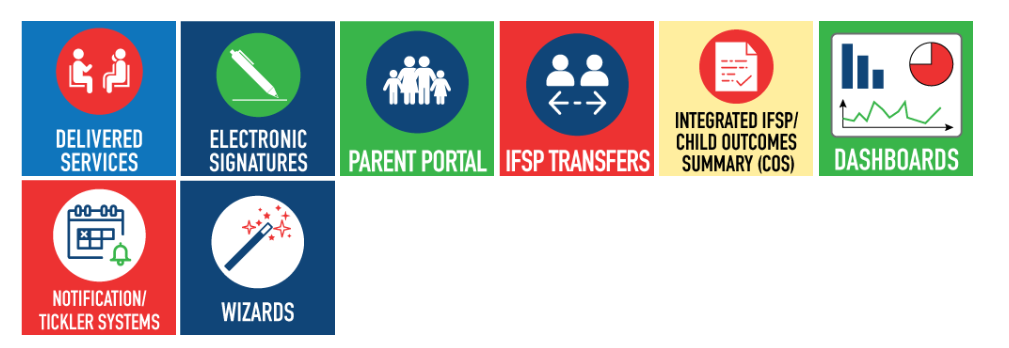 DELIVERED
SERVICES
ELECTRONIC
SIGNATURES
PARENT PORTAL
IFSP TRANSFERS
INTEGRATED IFSP/
CHILD OUTCOMES
SUMMARY (COS)
DASHBOARDS
NOTIFICATION/
TICKLER SYSTEMS
WIZARDS